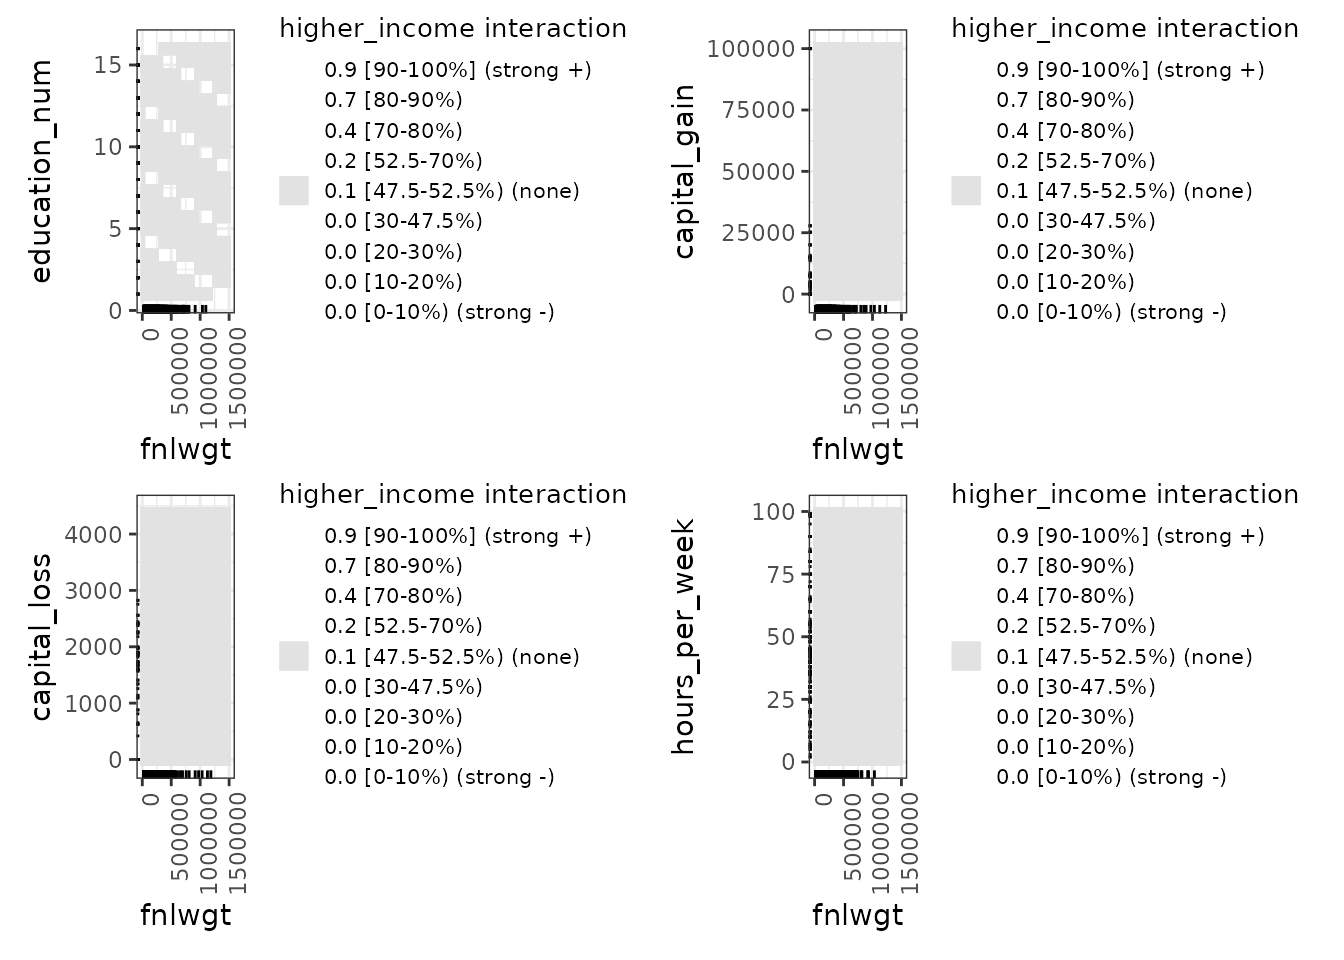 higher_income interaction
education_num
15
10
5
0
0
500000
1000000
1500000
fnlwgt
0.9 [90-100%] (strong +)
0.7 [80-90%)
0.4 [70-80%)
0.2 [52.5-70%)
0.1 [47.5-52.5%) (none)
0.0 [30-47.5%)
0.0 [20-30%)
0.0 [10-20%)
0.0 [0-10%) (strong -)
higher_income interaction
capital_gain
100000
75000
50000
25000
0
0
500000
1000000
1500000
fnlwgt
0.9 [90-100%] (strong +)
0.7 [80-90%)
0.4 [70-80%)
0.2 [52.5-70%)
0.1 [47.5-52.5%) (none)
0.0 [30-47.5%)
0.0 [20-30%)
0.0 [10-20%)
0.0 [0-10%) (strong -)
higher_income interaction
capital_loss
4000
3000
2000
1000
0
0
500000
1000000
1500000
fnlwgt
0.9 [90-100%] (strong +)
0.7 [80-90%)
0.4 [70-80%)
0.2 [52.5-70%)
0.1 [47.5-52.5%) (none)
0.0 [30-47.5%)
0.0 [20-30%)
0.0 [10-20%)
0.0 [0-10%) (strong -)
higher_income interaction
hours_per_week
100
75
50
25
0
0
500000
1000000
1500000
fnlwgt
0.9 [90-100%] (strong +)
0.7 [80-90%)
0.4 [70-80%)
0.2 [52.5-70%)
0.1 [47.5-52.5%) (none)
0.0 [30-47.5%)
0.0 [20-30%)
0.0 [10-20%)
0.0 [0-10%) (strong -)